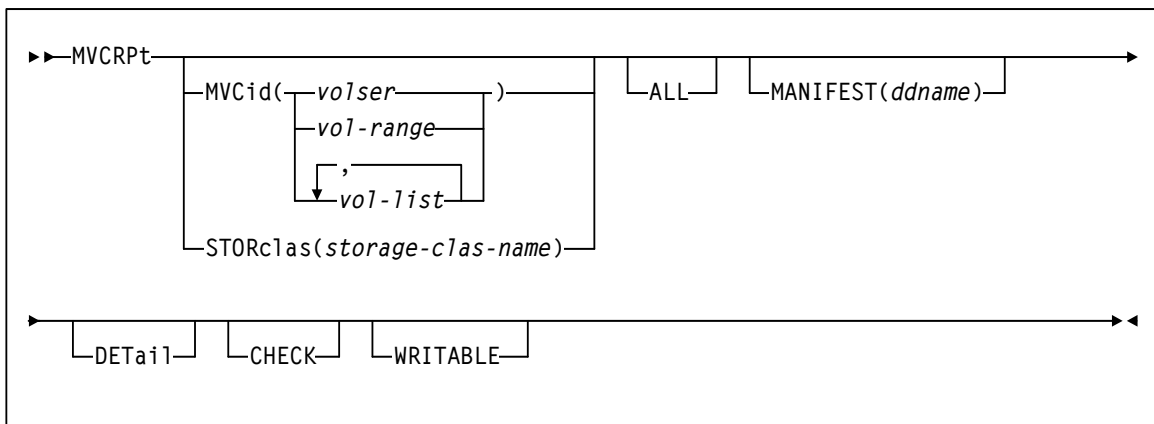 MVCRPt
MVCid( volser ) ALL MANIFEST(ddname)
vol-range
,
vol-list
STORclas(storage-clas-name)
DETail CHECK WRITABLE